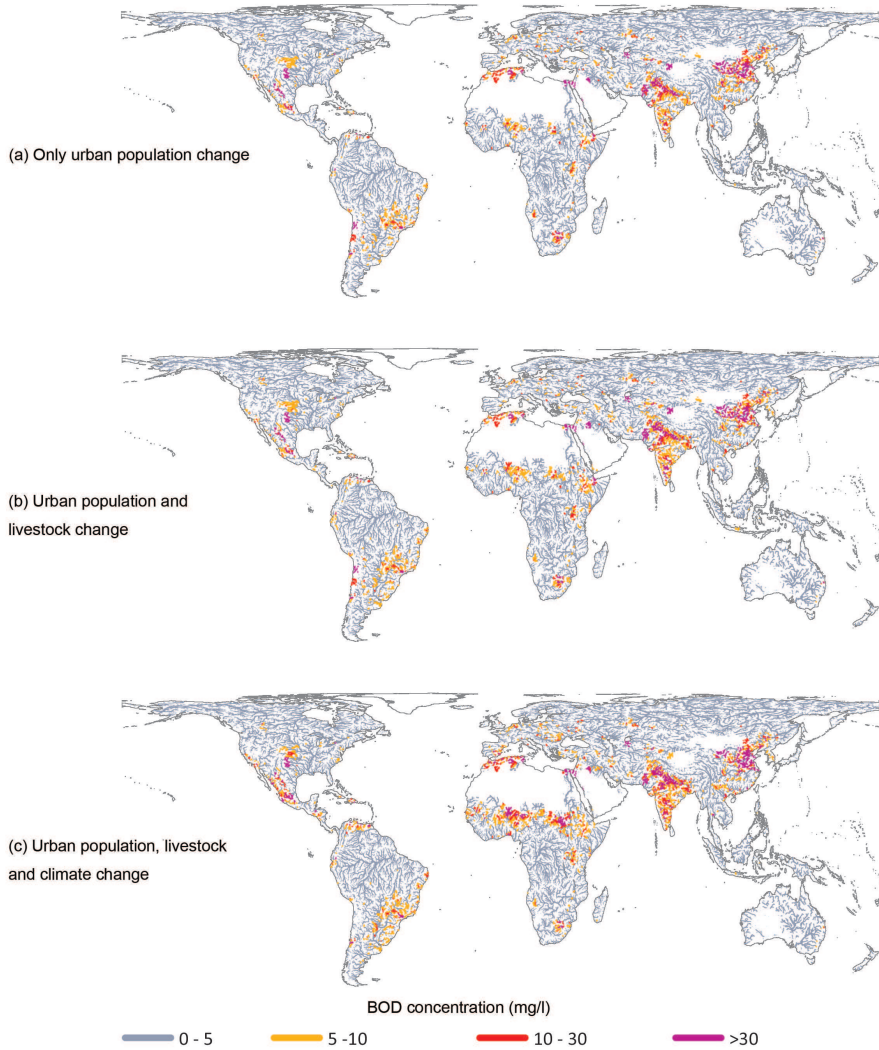 (a) Only urban population change
(b) Urban population and
livestock change
(c) Urban population, livestock
and climate change
BOD concentration (mg/l)
0 - 5 5 -10 10 - 30 >30